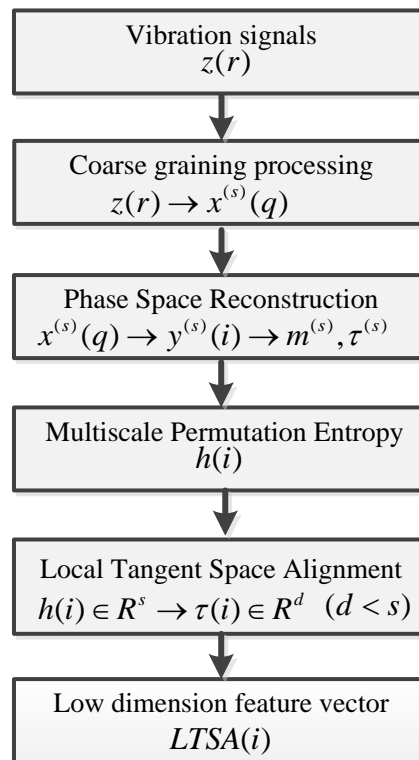 Vibration signals
z(r)
Coarse graining processing
z(r) → x^(s)(q)
Phase Space Reconstruction
x^(s)(q) → y^(s)(i) → m^(s), τ^(s)
Multiscale Permutation Entropy
h(i)
Local Tangent Space Alignment
h(i) ∈ R^s → τ(i) ∈ R^d (d < s)
Low dimension feature vector
LTSA(i)